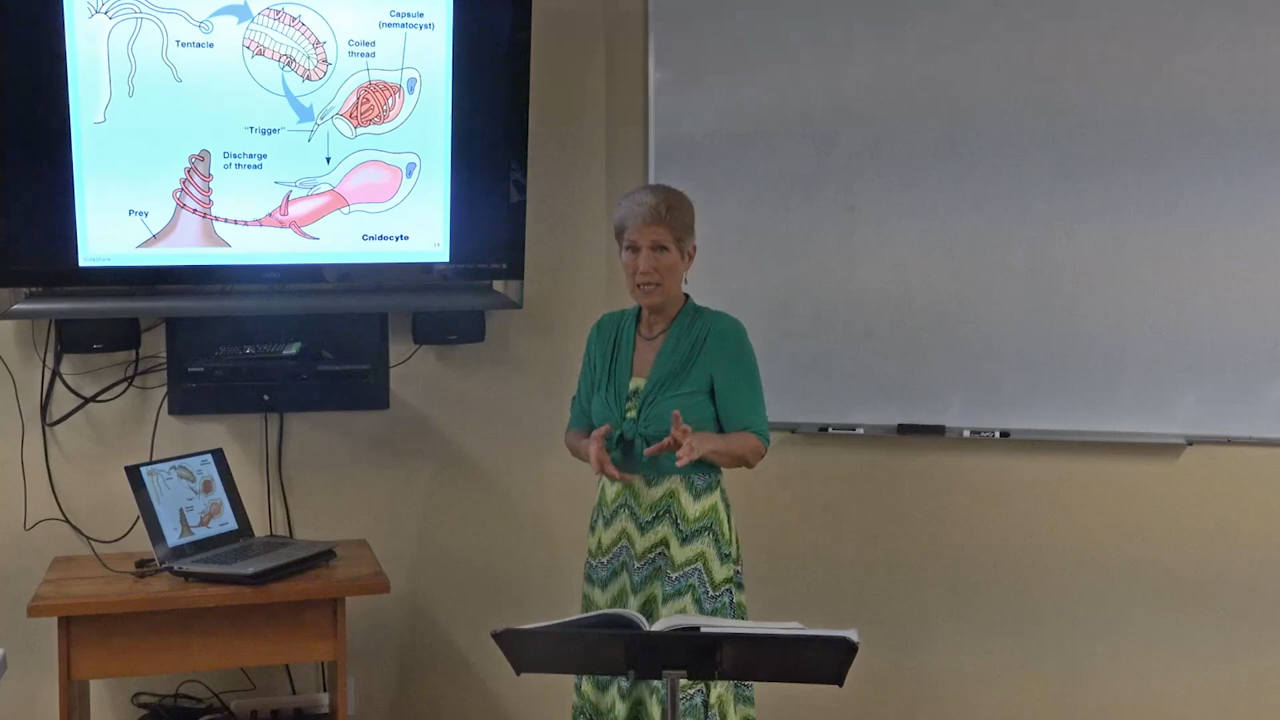 Capsule
(nematocyst)
Tentacle
Coiled
thread
"Trigger"
Discharge
of thread
Prey
Cnidocyte